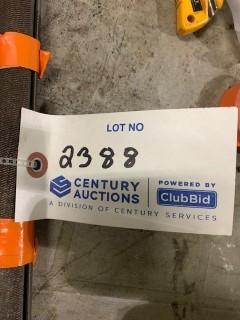 LOT NO
2388
CENTURY AUCTIONS
A DIVISION OF CENTURY SERVICES
POWERED BY
ClubBid